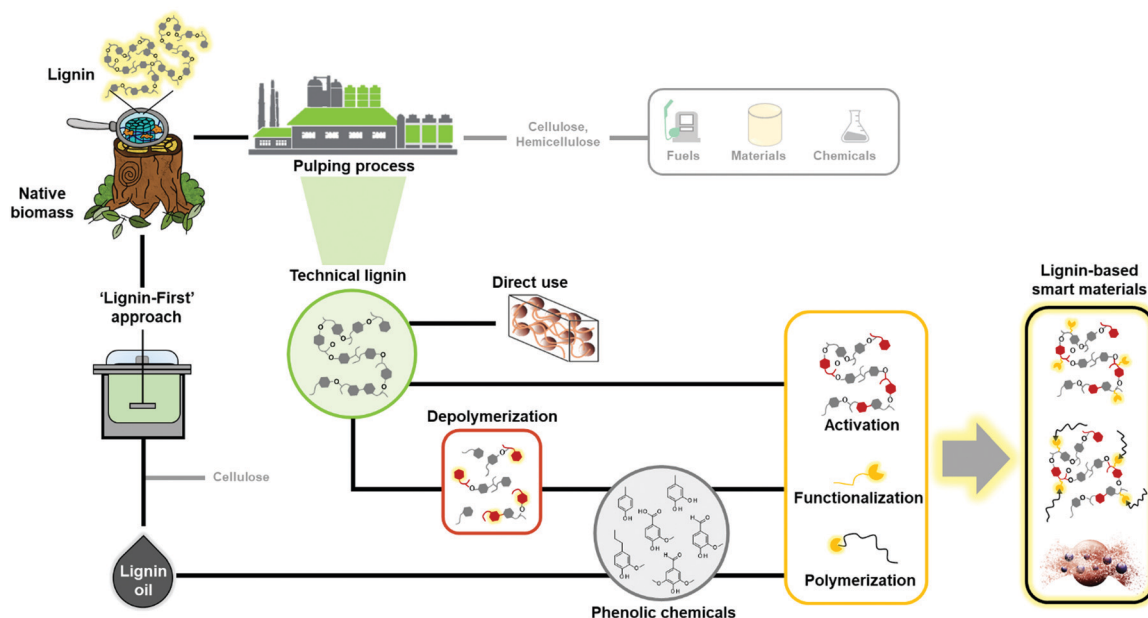 Lignin
Native
biomass
Pulping process
Cellulose,
Hemicellulose
Fuels
Materials
Chemicals
'Lignin-First'
approach
Technical lignin
Direct use
Lignin-based
smart materials
Depolymerization
Activation
Cellulose
Functionalization
Lignin
oil
Phenolic chemicals
Polymerization